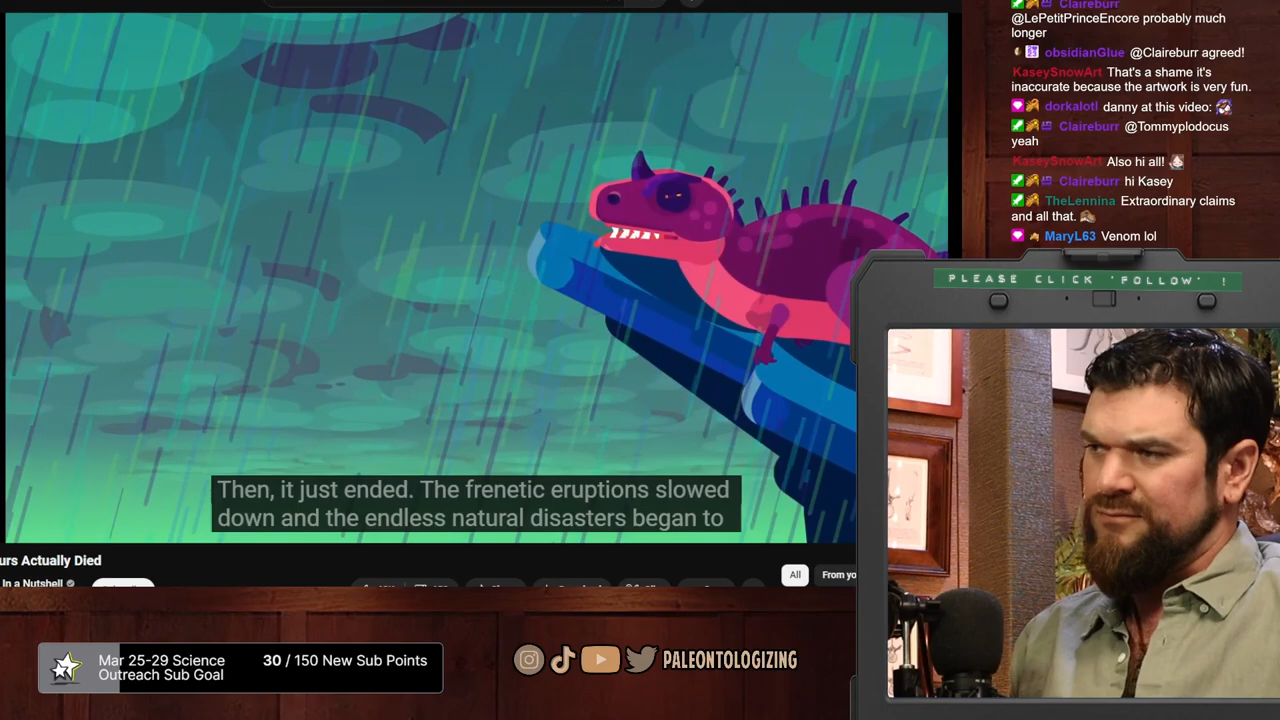 Claireburr
@LePetitPrinceEncore probably much
longer
obsidianGlue @Claireburr agreed!
KaseySnowArt That's a shame it's
inaccurate because the artwork is very fun.
dorkalotl danny at this video:
Claireburr @Tommyplodocus
yeah
KaseySnowArt Also hi all!
Claireburr hi Kasey
TheLennina Extraordinary claims
and all that.
MaryL63 Venom lol
PLEASE CLICK 'FOLLOW' !
Then, it just ended. The frenetic eruptions slowed
down and the endless natural disasters began to
urs Actually Died
In a Nutshell
All
From yo
Mar 25-29 Science
Outreach Sub Goal
30 / 150 New Sub Points
PALEONTOLOGIZING